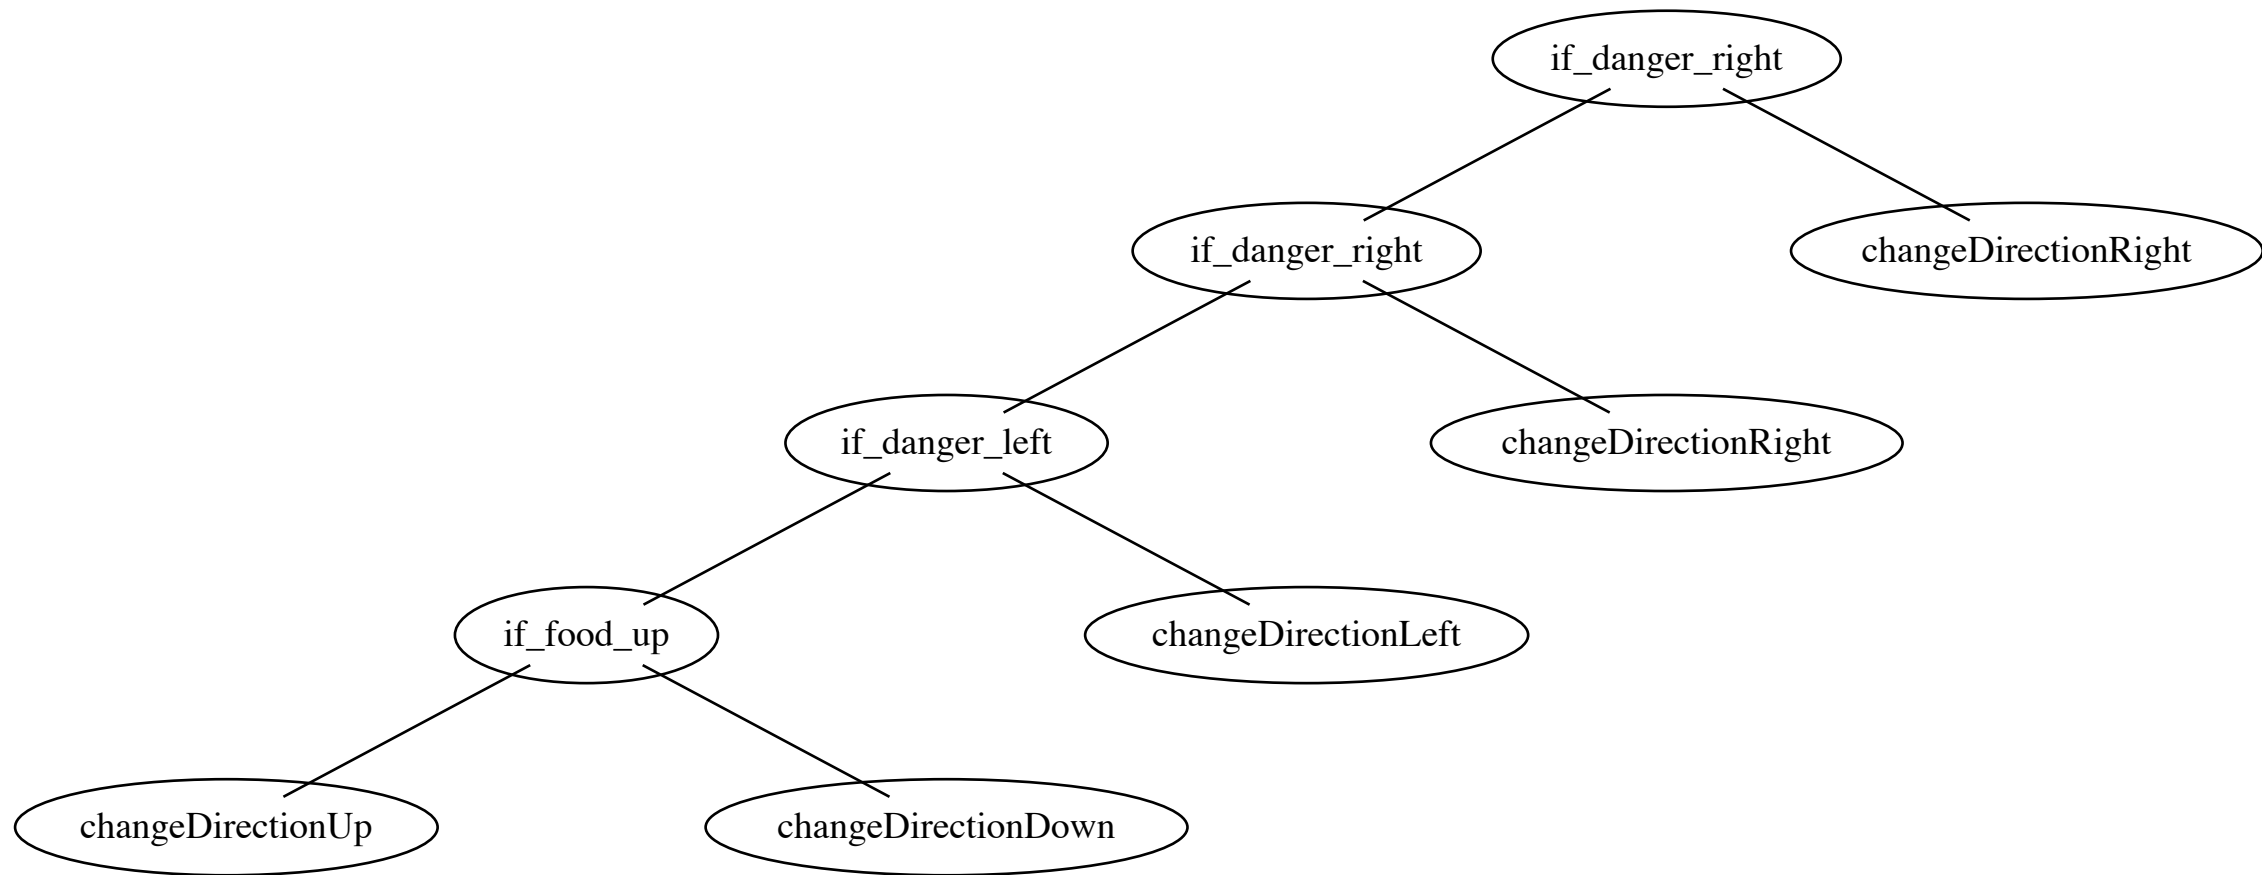 if_danger_right
if_danger_right
changeDirectionRight
if_danger_left
changeDirectionRight
if_food_up
changeDirectionLeft
changeDirectionUp
changeDirectionDown